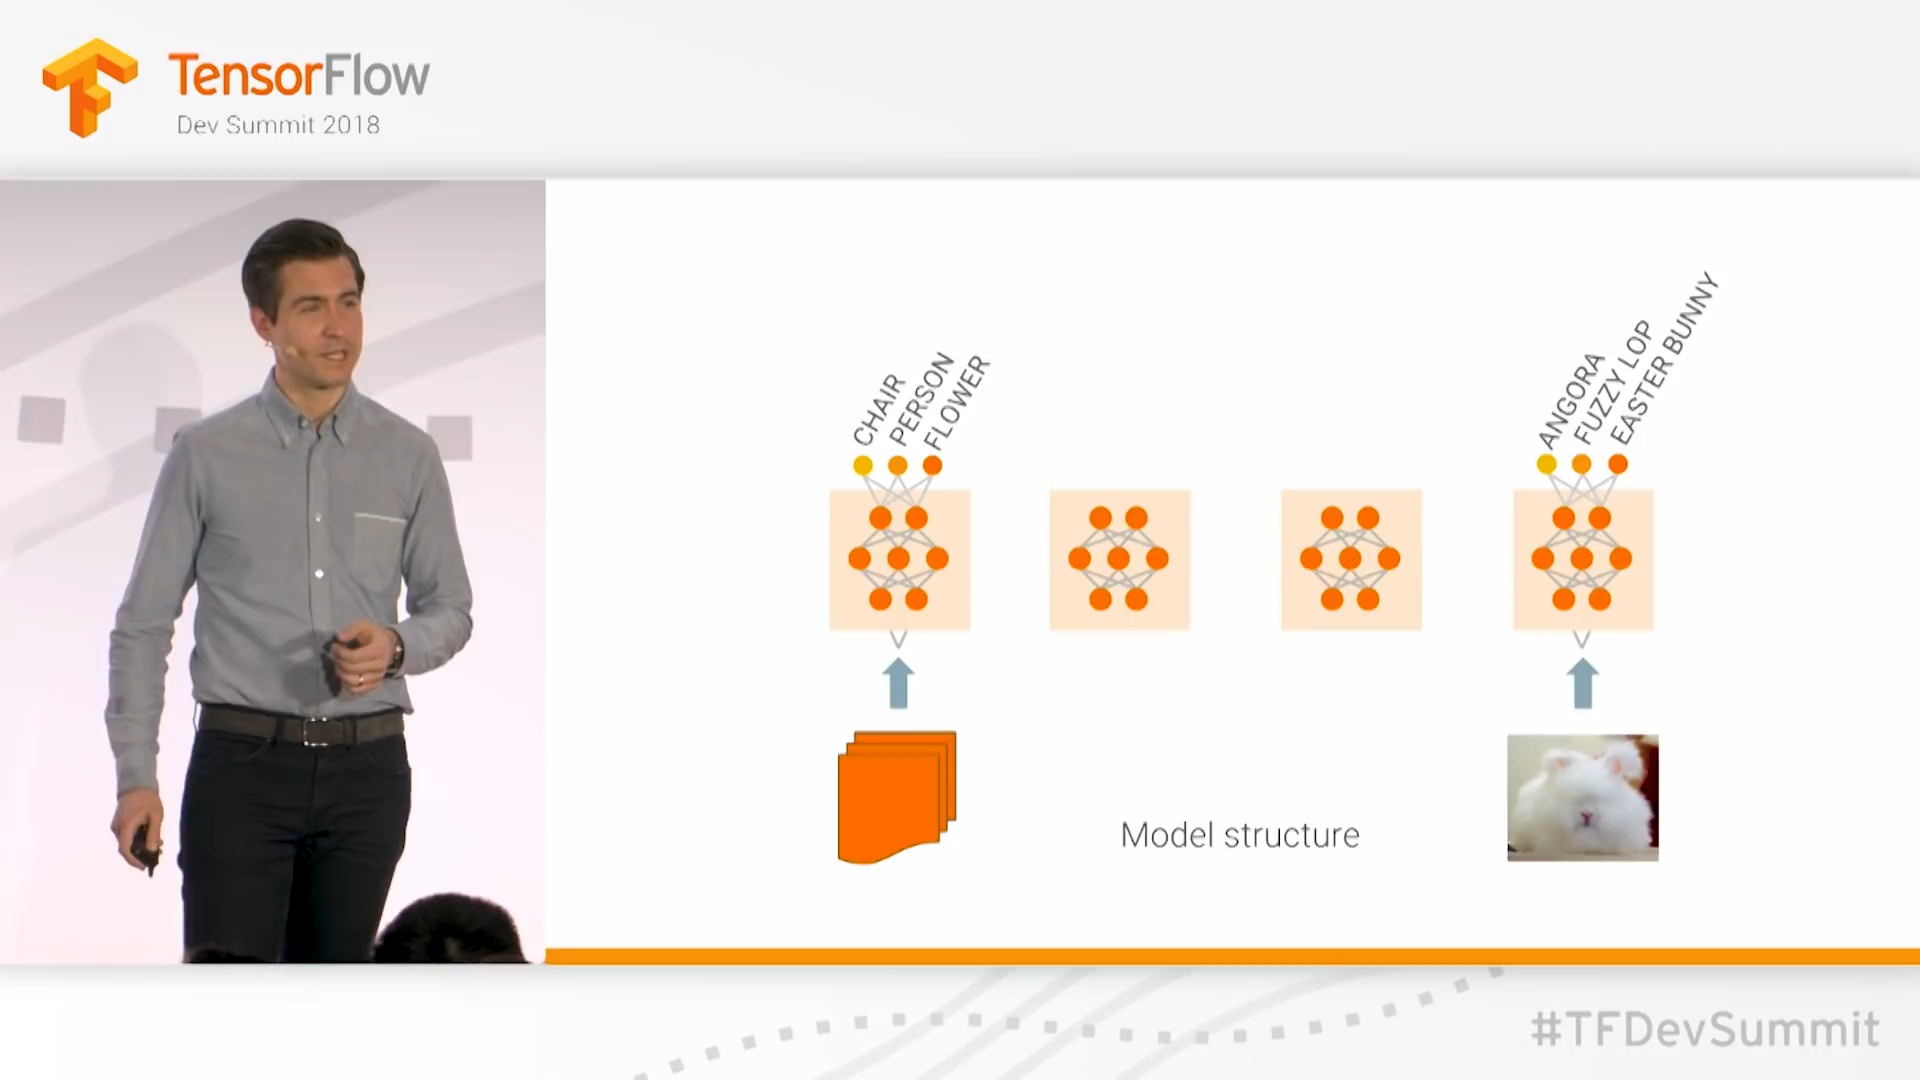 TensorFlow
Dev Summit 2018
CHAIR
PERSON
FLOWER
ANGORA
FUZZY LOP
EASTER BUNNY
Model structure
#TFDevSummit